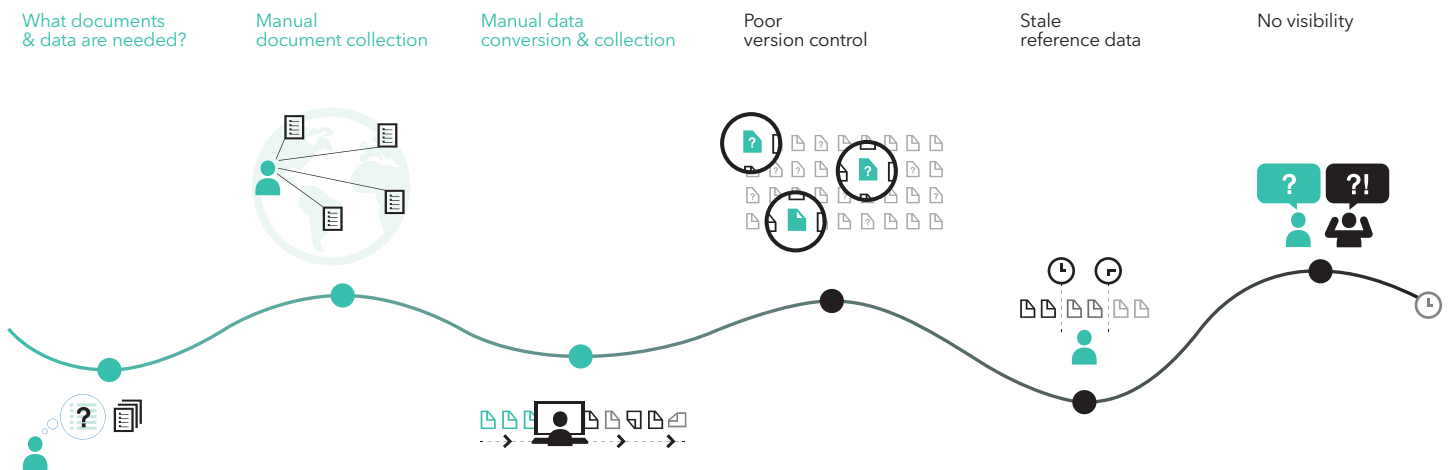 What documents
& data are needed?
Manual
document collection
Manual data
conversion & collection
Poor
version control
Stale
reference data
No visibility
?
?
?
?
?!